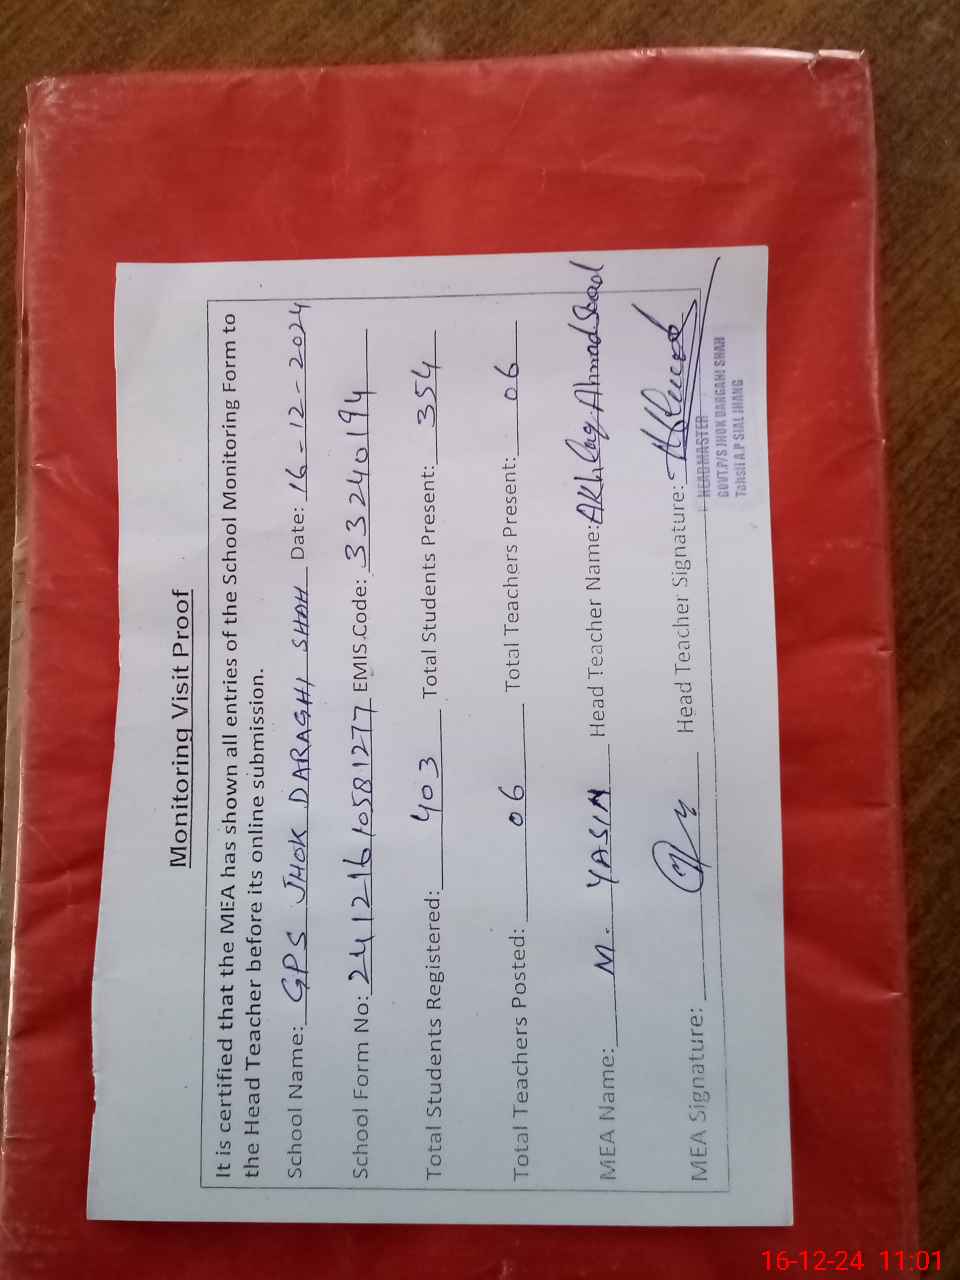 Monitoring Visit Proof
It is certified that the MEA has shown all entries of the School Monitoring Form to
the Head Teacher before its online submission.
School Name: GPS JHOK DARAGHI SHAH Date: 16-12-2024
School Form No: 24121610581277 EMIS Code: 33240194
Total Students Registered: 403 Total Students Present: 354
Total Teachers Posted: 06 Total Teachers Present: 06
MEA Name: M. YASIN Head Teacher Name: Akhlaq Ahmad Shad
MEA Signature: Head Teacher Signature:
HEADMASTER
GOVT.P/S JHOK DARGAHI SHAH
Tehsil A.P SIAL JHANG
16-12-24 11:01